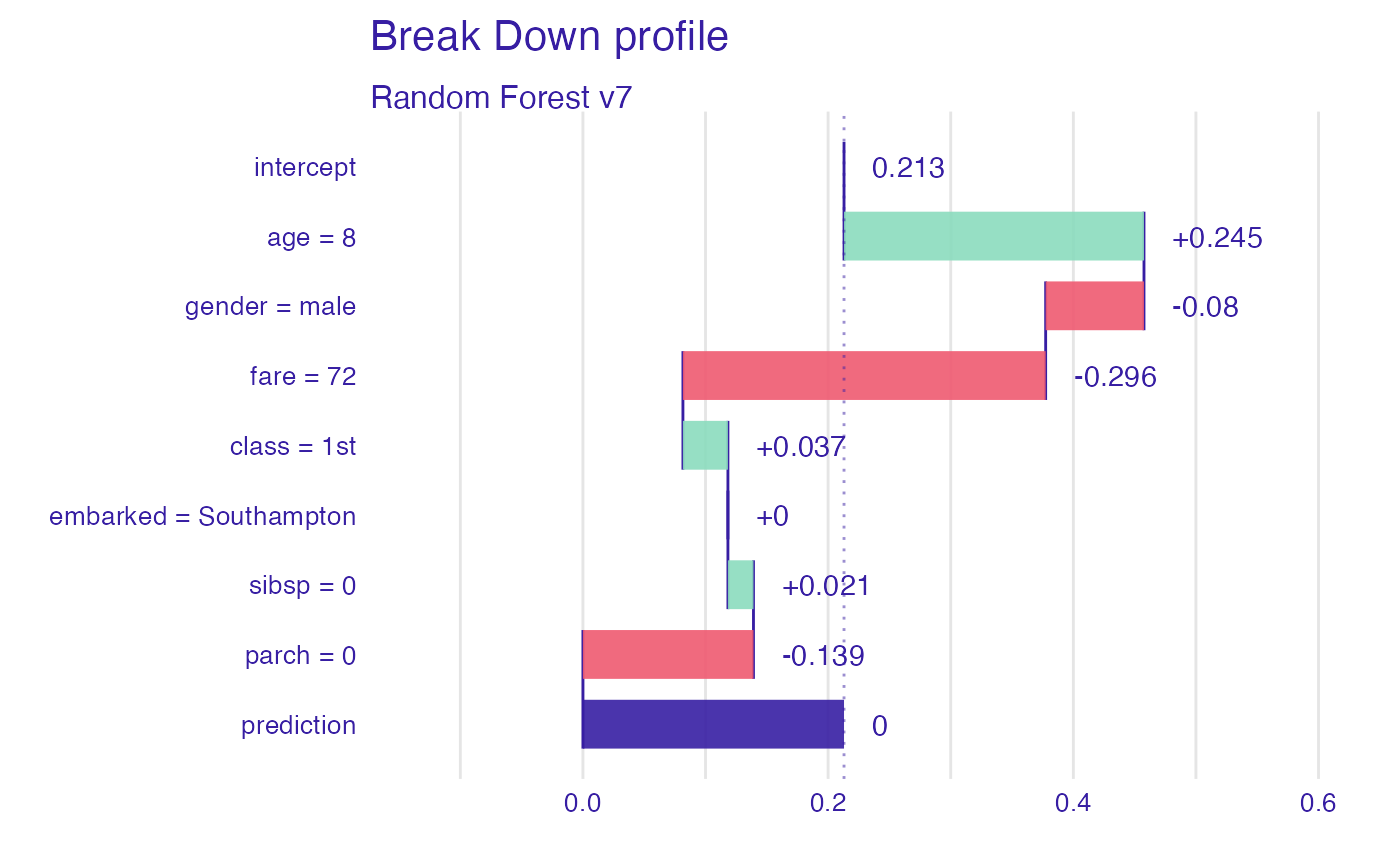 Break Down profile
Random Forest v7
intercept 0.213
age = 8 +0.245
gender = male -0.08
fare = 72 -0.296
class = 1st +0.037
embarked = Southampton +0
sibsp = 0 +0.021
parch = 0 -0.139
prediction 0
0.0 0.2 0.4 0.6